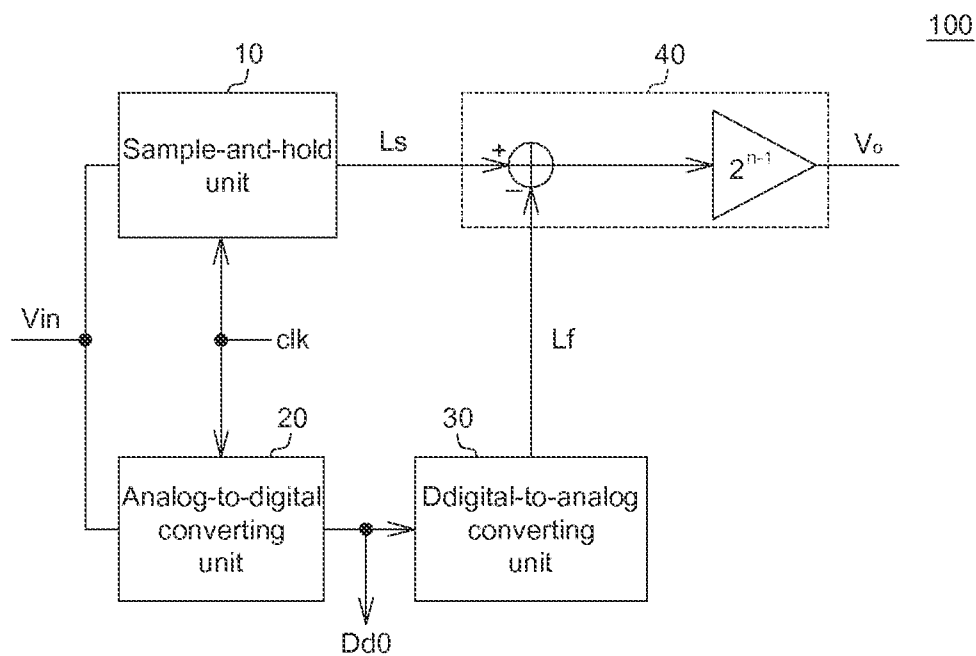 100
10
40
Sample-and-hold
unit
Ls
+
−
2ⁿ⁻¹
Vₒ
Vin
clk
Lf
20
30
Analog-to-digital
converting
unit
Ddigital-to-analog
converting
unit
Dd0